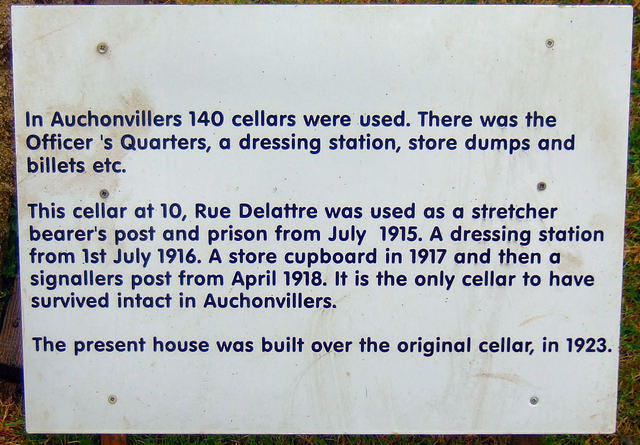 In Auchonvillers 140 cellars were used. There was the
Officer 's Quarters, a dressing station, store dumps and
billets etc.
This cellar at 10, Rue Delattre was used as a stretcher
bearer's post and prison from July 1915. A dressing station
from 1st July 1916. A store cupboard in 1917 and then a
signallers post from April 1918. It is the only cellar to have
survived intact in Auchonvillers.
The present house was built over the original cellar, in 1923.